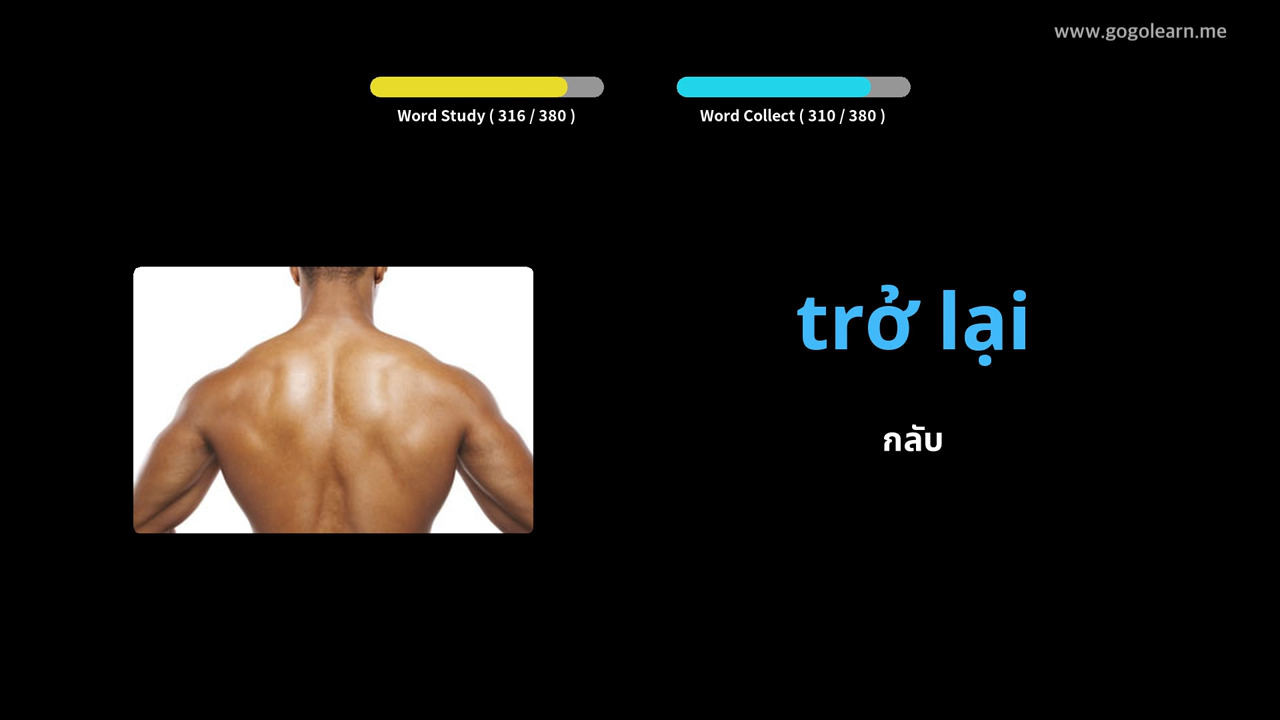 www.gogolearn.me
Word Study ( 316 / 380 )
Word Collect ( 310 / 380 )
trở lại
กลับ